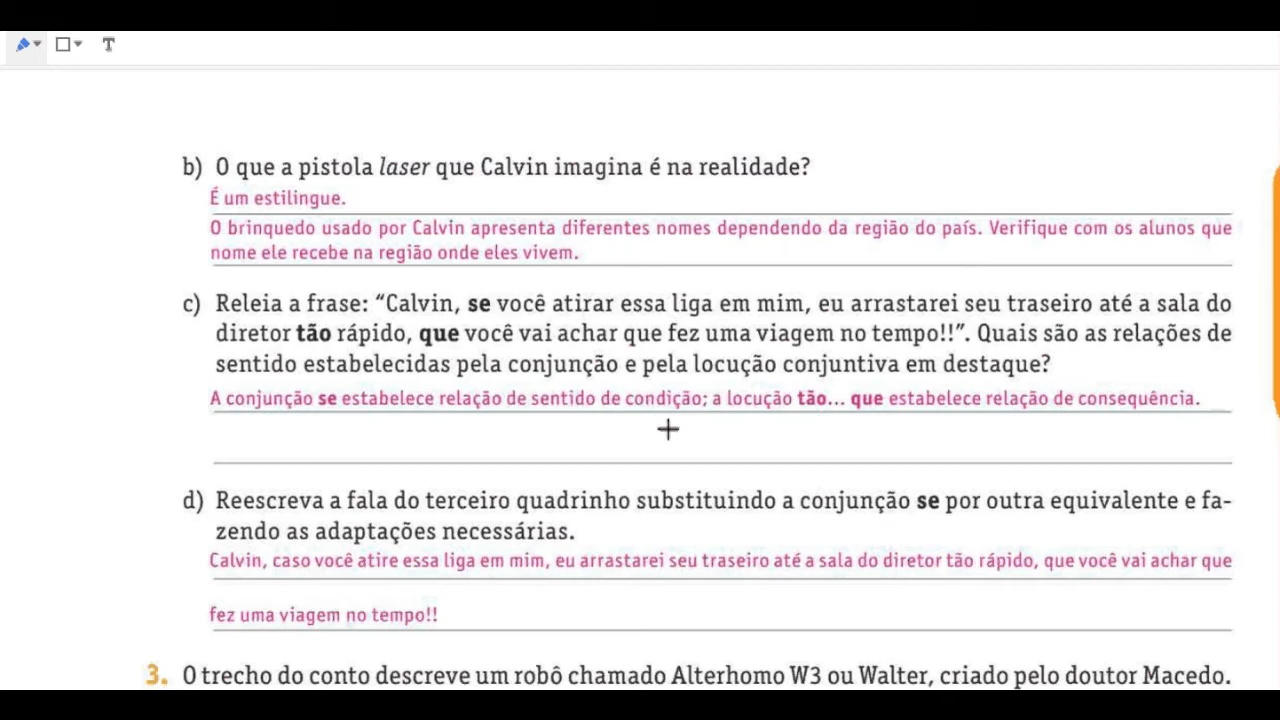 T
b) O que a pistola laser que Calvin imagina é na realidade?
É um estilingue.
O brinquedo usado por Calvin apresenta diferentes nomes dependendo da região do país. Verifique com os alunos que
nome ele recebe na região onde eles vivem.
c) Releia a frase: “Calvin, se você atirar essa liga em mim, eu arrastarei seu traseiro até a sala do
diretor tão rápido, que você vai achar que fez uma viagem no tempo!!”. Quais são as relações de
sentido estabelecidas pela conjunção e pela locução conjuntiva em destaque?
A conjunção se estabelece relação de sentido de condição; a locução tão... que estabelece relação de consequência.
d) Reescreva a fala do terceiro quadrinho substituindo a conjunção se por outra equivalente e fa-
zendo as adaptações necessárias.
Calvin, caso você atire essa liga em mim, eu arrastarei seu traseiro até a sala do diretor tão rápido, que você vai achar que
fez uma viagem no tempo!!
3. O trecho do conto descreve um robô chamado Alterhomo W3 ou Walter, criado pelo doutor Macedo.